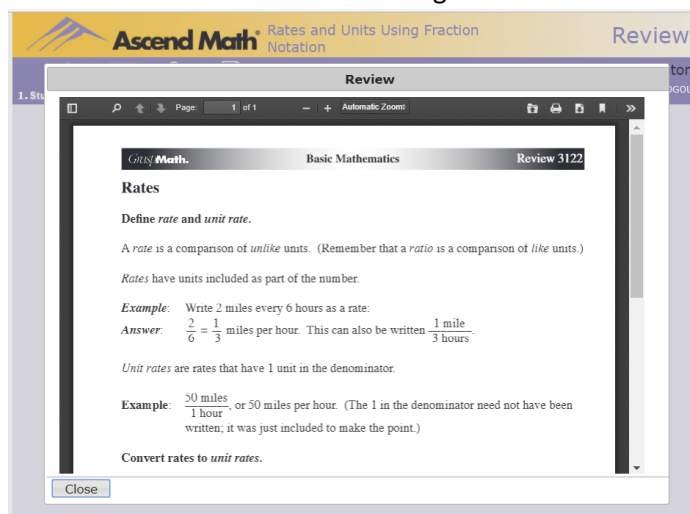 Ascend Math® Rates and Units Using Fraction Notation
Review
Review
1. Stu
tor
OGOU
Page: 1 of 1 − + Automatic Zoom
Gust Math. Basic Mathematics Review 3122
Rates
Define rate and unit rate.
A rate is a comparison of unlike units. (Remember that a ratio is a comparison of like units.)
Rates have units included as part of the number.
Example: Write 2 miles every 6 hours as a rate:
Answer: 2/6 = 1/3 miles per hour. This can also be written 1 mile/3 hours.
Unit rates are rates that have 1 unit in the denominator.
Example: 50 miles/1 hour, or 50 miles per hour. (The 1 in the denominator need not have been
written; it was just included to make the point.)
Convert rates to unit rates.
Close